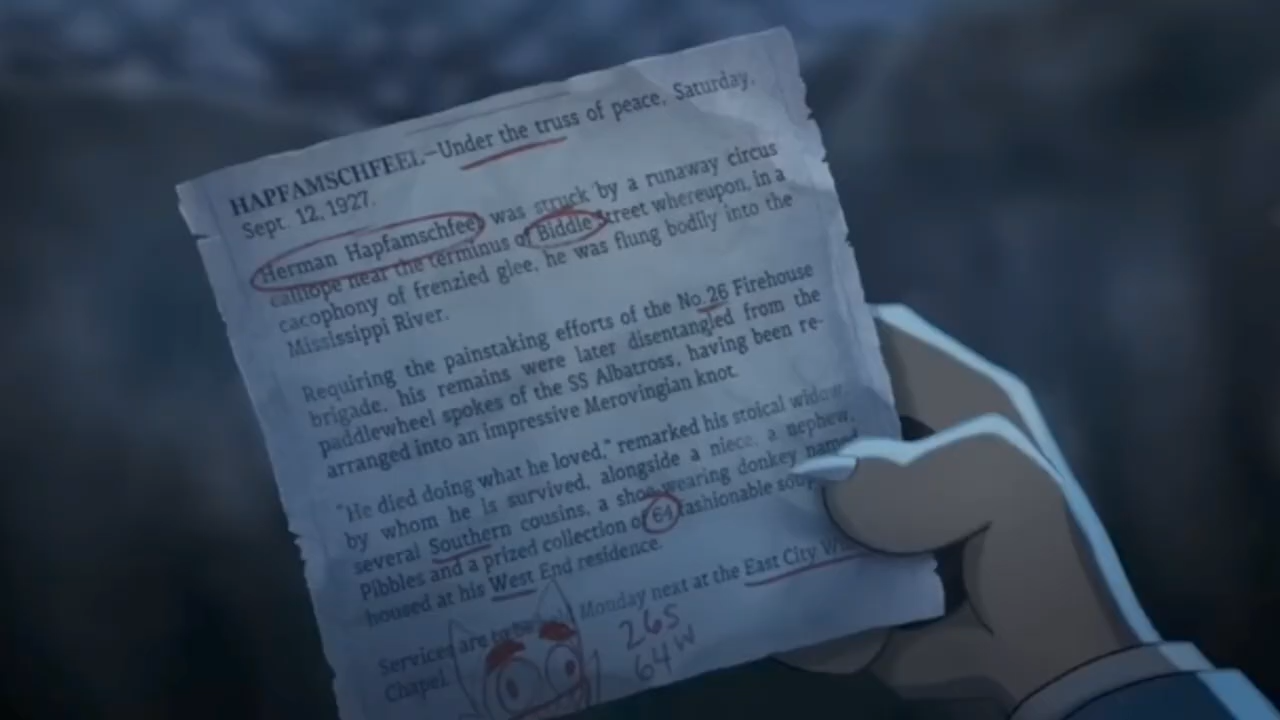 HAPFAMSCHFEEL—Under the truss of peace, Saturday,
Sept. 12, 1927.
Herman Hapfamschfeel was struck by a runaway circus
calliope near the terminus of Biddle Street whereupon, in a
cacophony of frenzied glee, he was flung bodily into the
Mississippi River.
Requiring the painstaking efforts of the No. 26 Firehouse
brigade, his remains were later disentangled from the
paddlewheel spokes of the SS Albatross, having been re-
arranged into an impressive Merovingian knot.
"He died doing what he loved," remarked his stoical widow
by whom he is survived, alongside a niece, a nephew,
several Southern cousins, a shoe wearing donkey named
Pibbles and a prized collection of 64 fashionable
housed at his West End residence.
Services are to be Monday next at the East City
Chapel.
26S
64W